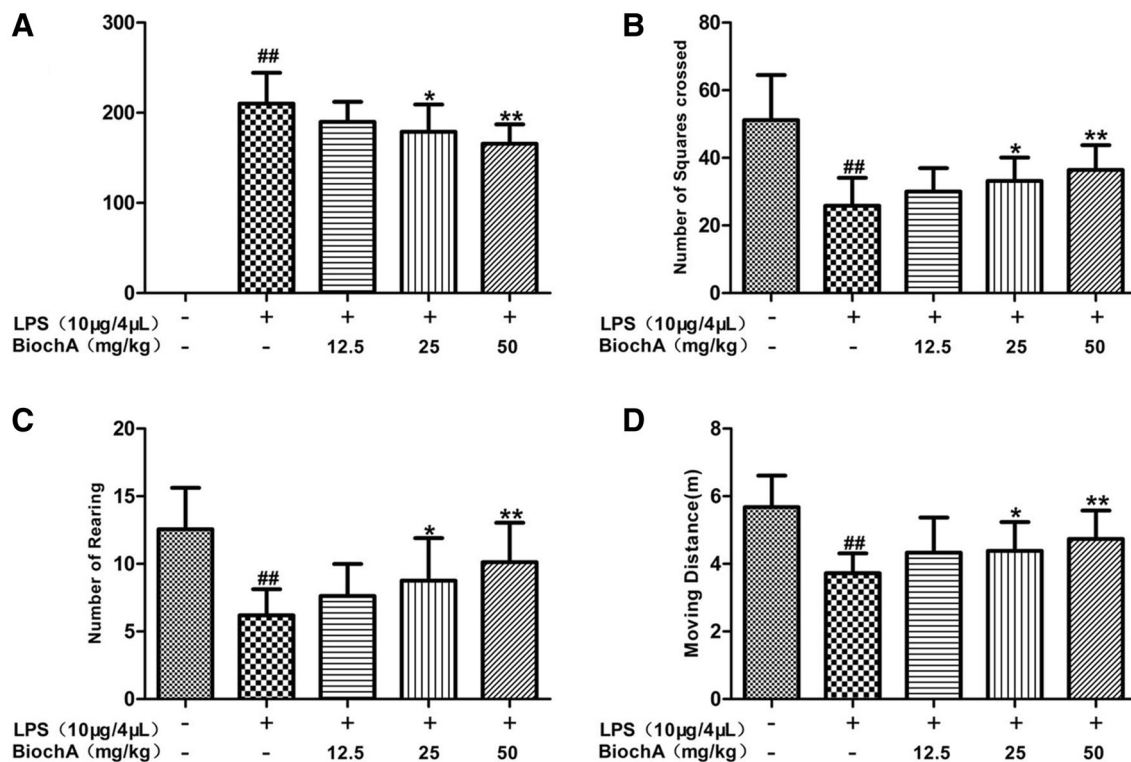 A
300
200
100
0
##
*
**
LPS（10μg/4μL） - + + + +
BiochA（mg/kg） - - 12.5 25 50
B
Number of Squares crossed
80
60
40
20
0
##
*
**
LPS（10μg/4μL） - + + + +
BiochA（mg/kg） - - 12.5 25 50
C
Number of Rearing
20
15
10
5
0
##
*
**
LPS（10μg/4μL） - + + + +
BiochA（mg/kg） - - 12.5 25 50
D
Moving Distance(m)
8
6
4
2
0
##
*
**
LPS（10μg/4μL） - + + + +
BiochA（mg/kg） - - 12.5 25 50